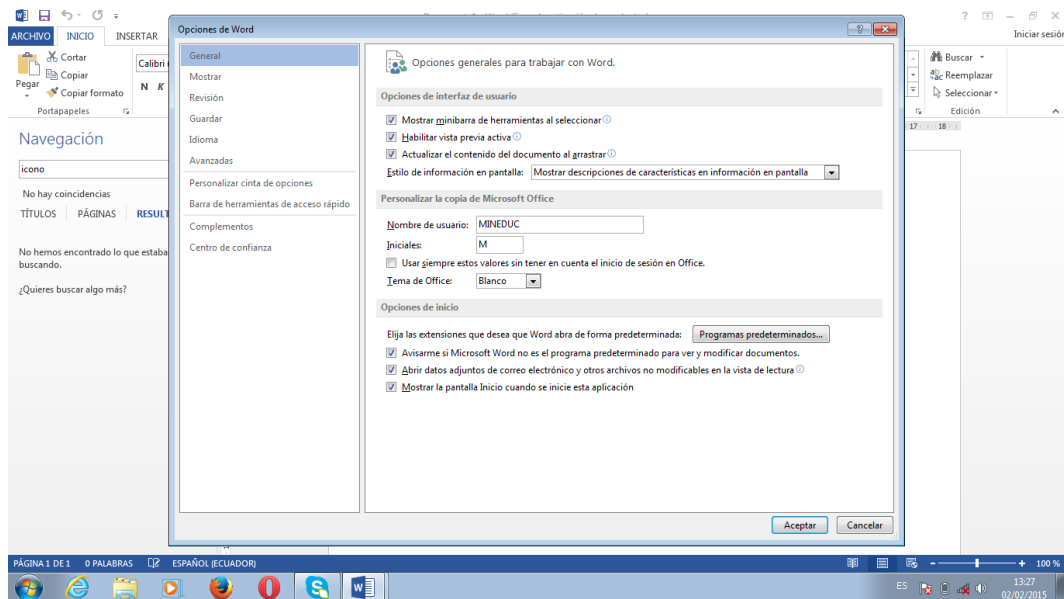 Opciones de Word
ARCHIVO INICIO INSERTAR
Iniciar sesión
Pegar
Cortar
Copiar
Copiar formato
Portapapeles
Calibri
N K
Buscar
Reemplazar
Seleccionar
Edición
17 18
Navegación
icono
No hay coincidencias
TÍTULOS PÁGINAS RESULT
No hemos encontrado lo que estaba
buscando.
¿Quieres buscar algo más?
General
Mostrar
Revisión
Guardar
Idioma
Avanzadas
Personalizar cinta de opciones
Barra de herramientas de acceso rápido
Complementos
Centro de confianza
Opciones generales para trabajar con Word.
Opciones de interfaz de usuario
Mostrar minibarra de herramientas al seleccionar
Habilitar vista previa activa
Actualizar el contenido del documento al arrastrar
Estilo de información en pantalla: Mostrar descripciones de características en información en pantalla
Personalizar la copia de Microsoft Office
Nombre de usuario: MINEDUC
Iniciales: M
Usar siempre estos valores sin tener en cuenta el inicio de sesión en Office.
Tema de Office: Blanco
Opciones de inicio
Elija las extensiones que desea que Word abra de forma predeterminada: Programas predeterminados...
Avisarme si Microsoft Word no es el programa predeterminado para ver y modificar documentos.
Abrir datos adjuntos de correo electrónico y otros archivos no modificables en la vista de lectura
Mostrar la pantalla Inicio cuando se inicie esta aplicación
Aceptar Cancelar
PÁGINA 1 DE 1 0 PALABRAS ESPAÑOL (ECUADOR) 100 %
ES 13:27
02/02/2015